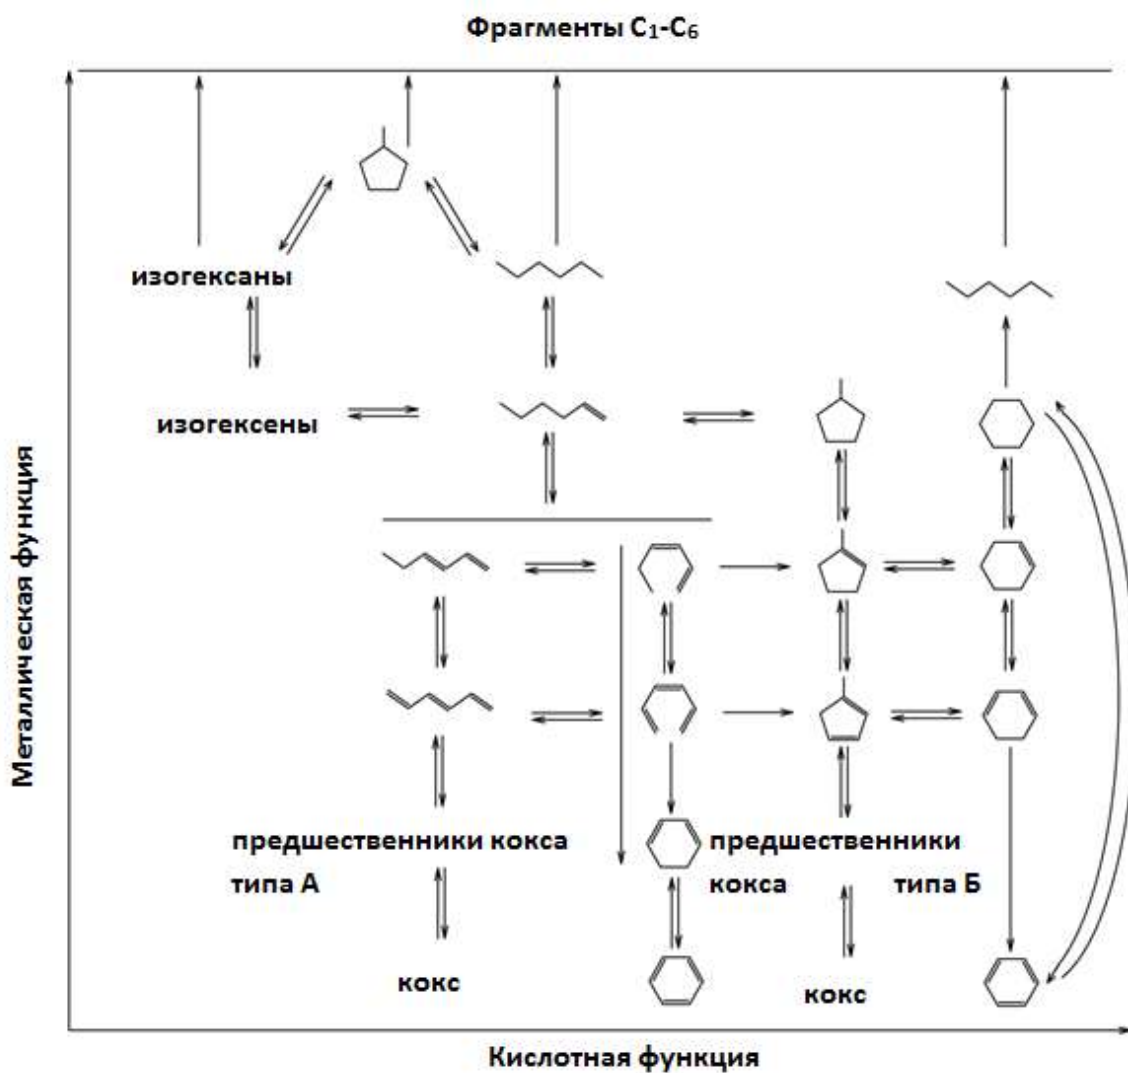 Фрагменты C₁-C₆
изогексаны
изогексены
Металлическая функция
предшественники кокса
типа А
предшественники
кокса типа Б
кокс
кокс
Кислотная функция